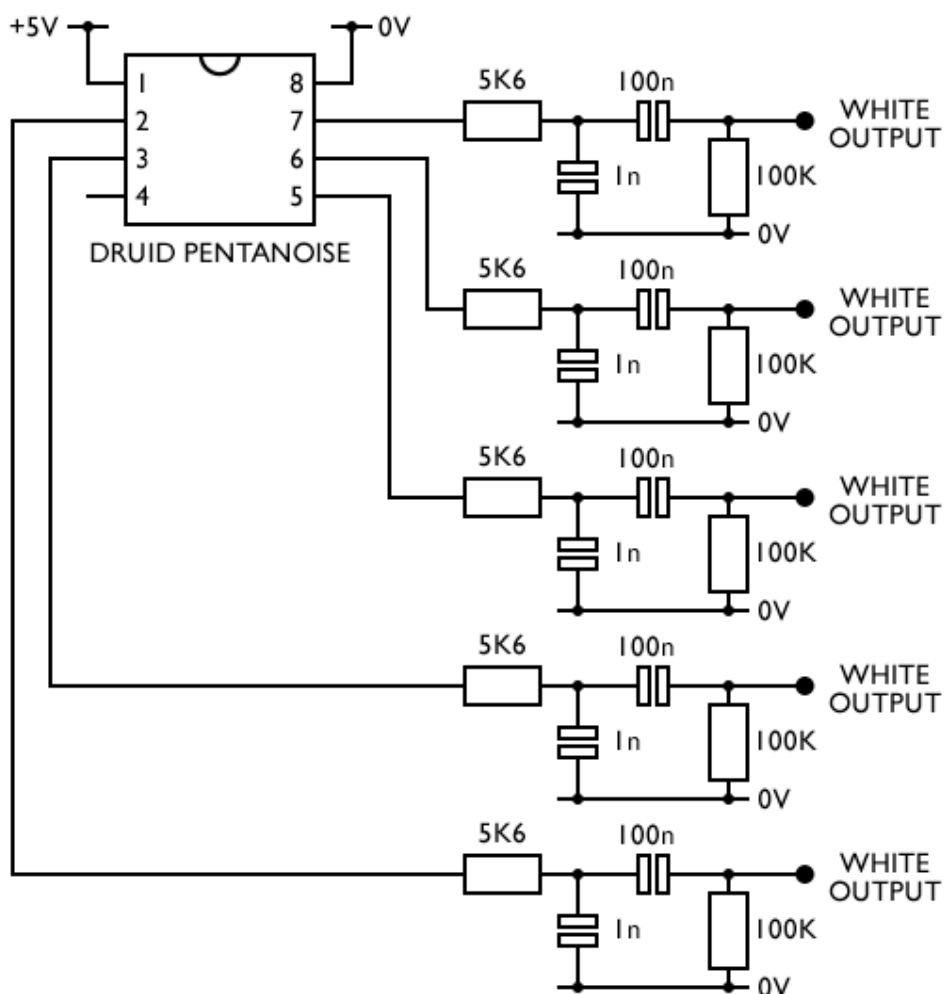 +5V
0V
1
8
2
7
3
6
4
5
DRUID PENTANOISE
5K6
100n
WHITE
OUTPUT
1n
100K
0V
5K6
100n
WHITE
OUTPUT
1n
100K
0V
5K6
100n
WHITE
OUTPUT
1n
100K
0V
5K6
100n
WHITE
OUTPUT
1n
100K
0V
5K6
100n
WHITE
OUTPUT
1n
100K
0V